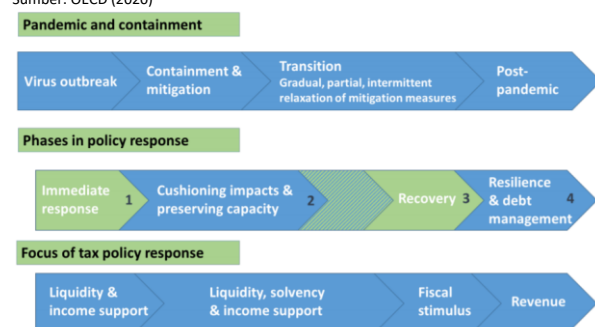 Sumber: OECD (2020)
Pandemic and containment
Virus outbreak
Containment &
mitigation
Transition
Gradual, partial, intermittent
relaxation of mitigation measures
Post-
pandemic
Phases in policy response
Immediate
response
1
Cushioning impacts &
preserving capacity
2
Recovery 3
Resilience
& debt
management
4
Focus of tax policy response
Liquidity &
income support
Liquidity, solvency
& income support
Fiscal
stimulus
Revenue